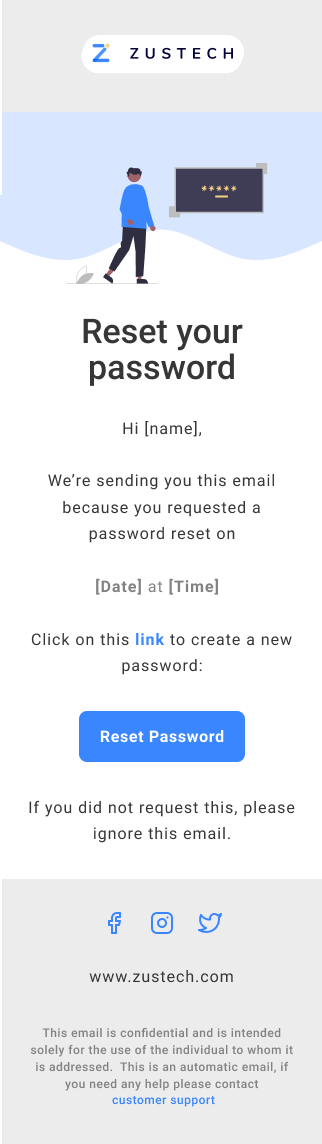 ZUSTECH
*****
Reset your
password
Hi [name],
We’re sending you this email
because you requested a
password reset on
[Date] at [Time]
Click on this link to create a new
password:
Reset Password
If you did not request this, please
ignore this email.
www.zustech.com
This email is confidential and is intended
solely for the use of the individual to whom it
is addressed.  This is an automatic email, if
you need any help please contact
customer support